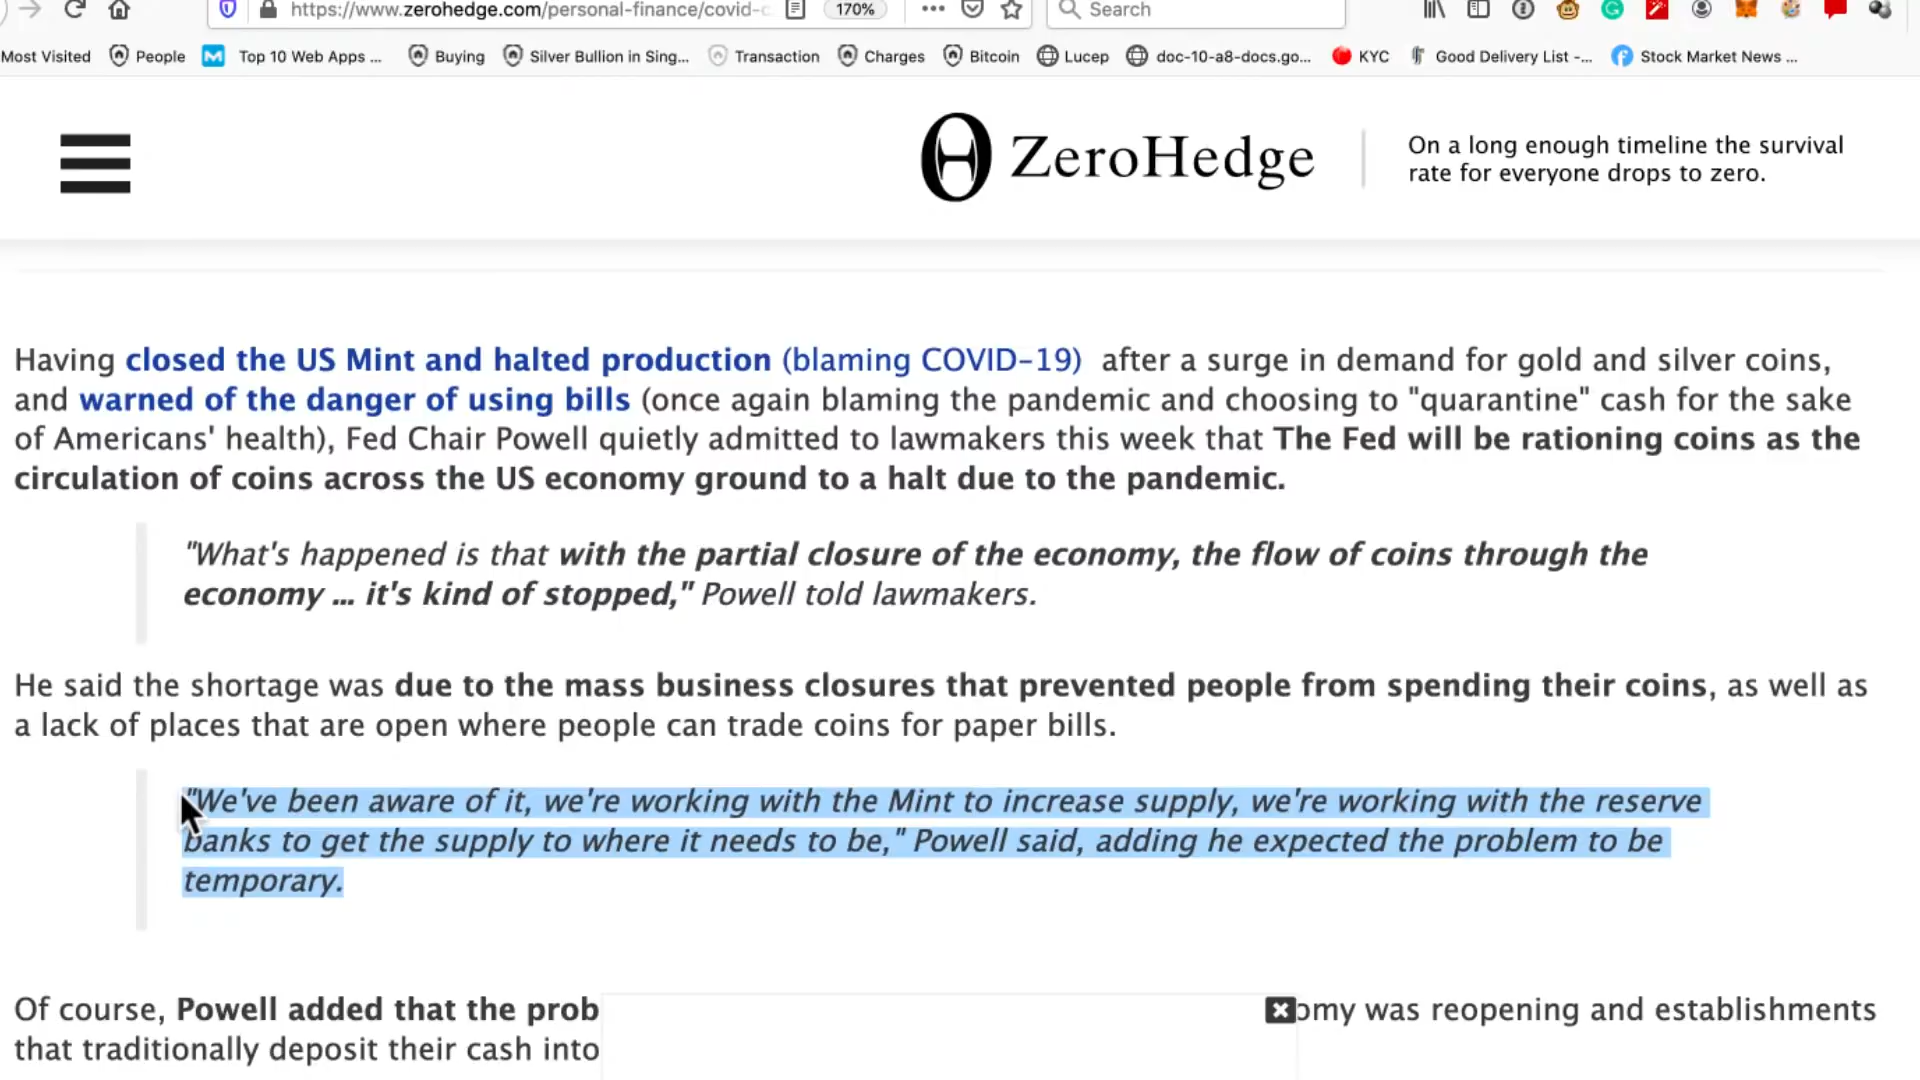 https://www.zerohedge.com/personal-finance/covid-c
170%
Search
Most Visited
People
Top 10 Web Apps ...
Buying
Silver Bullion in Sing...
Transaction
Charges
Bitcoin
Lucep
doc-10-a8-docs.go...
KYC
Good Delivery List -...
Stock Market News ...
ZeroHedge
On a long enough timeline the survival
rate for everyone drops to zero.
Having closed the US Mint and halted production (blaming COVID-19) after a surge in demand for gold and silver coins,
and warned of the danger of using bills (once again blaming the pandemic and choosing to "quarantine" cash for the sake
of Americans' health), Fed Chair Powell quietly admitted to lawmakers this week that The Fed will be rationing coins as the
circulation of coins across the US economy ground to a halt due to the pandemic.
"What's happened is that with the partial closure of the economy, the flow of coins through the
economy ... it's kind of stopped," Powell told lawmakers.
He said the shortage was due to the mass business closures that prevented people from spending their coins, as well as
a lack of places that are open where people can trade coins for paper bills.
"We've been aware of it, we're working with the Mint to increase supply, we're working with the reserve
banks to get the supply to where it needs to be," Powell said, adding he expected the problem to be
temporary.
Of course, Powell added that the prob omy was reopening and establishments
that traditionally deposit their cash into